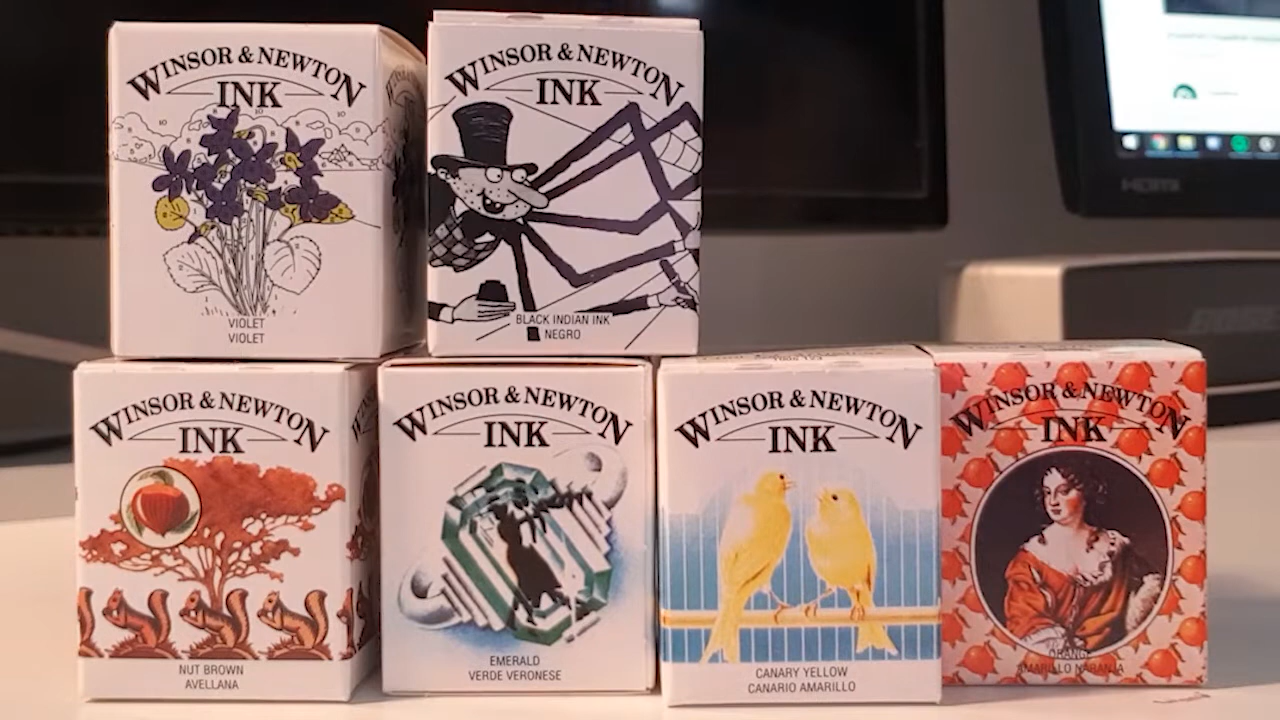 WINSOR & NEWTON
INK
VIOLET
VIOLET
WINSOR & NEWTON
INK
BLACK INDIAN INK
NEGRO
WINSOR & NEWTON
INK
NUT BROWN
AVELLANA
WINSOR & NEWTON
INK
EMERALD
VERDE VERONESE
WINSOR & NEWTON
INK
CANARY YELLOW
CANARIO AMARILLO
WINSOR & NEWTON
INK
ORANGE
AMARILLO NARANJA
HDMI